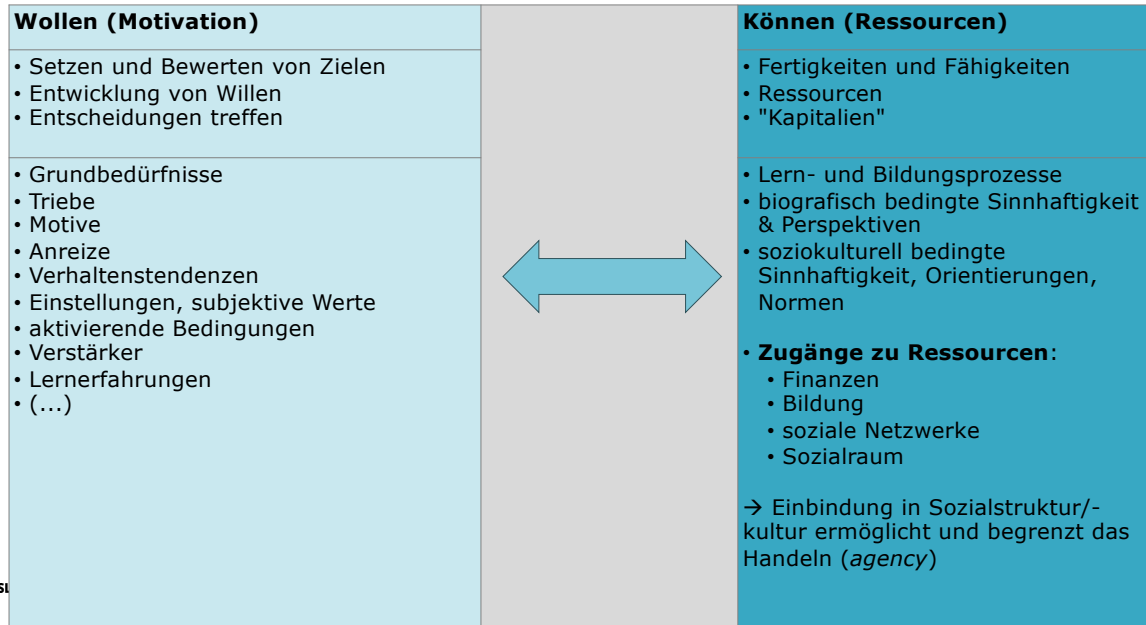 Wollen (Motivation)
• Setzen und Bewerten von Zielen
• Entwicklung von Willen
• Entscheidungen treffen
• Grundbedürfnisse
• Triebe
• Motive
• Anreize
• Verhaltenstendenzen
• Einstellungen, subjektive Werte
• aktivierende Bedingungen
• Verstärker
• Lernerfahrungen
• (...)
Können (Ressourcen)
• Fertigkeiten und Fähigkeiten
• Ressourcen
• "Kapitalien"
• Lern- und Bildungsprozesse
• biografisch bedingte Sinnhaftigkeit
& Perspektiven
• soziokulturell bedingte
Sinnhaftigkeit, Orientierungen,
Normen
• Zugänge zu Ressourcen:
• Finanzen
• Bildung
• soziale Netzwerke
• Sozialraum
→ Einbindung in Sozialstruktur/-
kultur ermöglicht und begrenzt das
Handeln (agency)